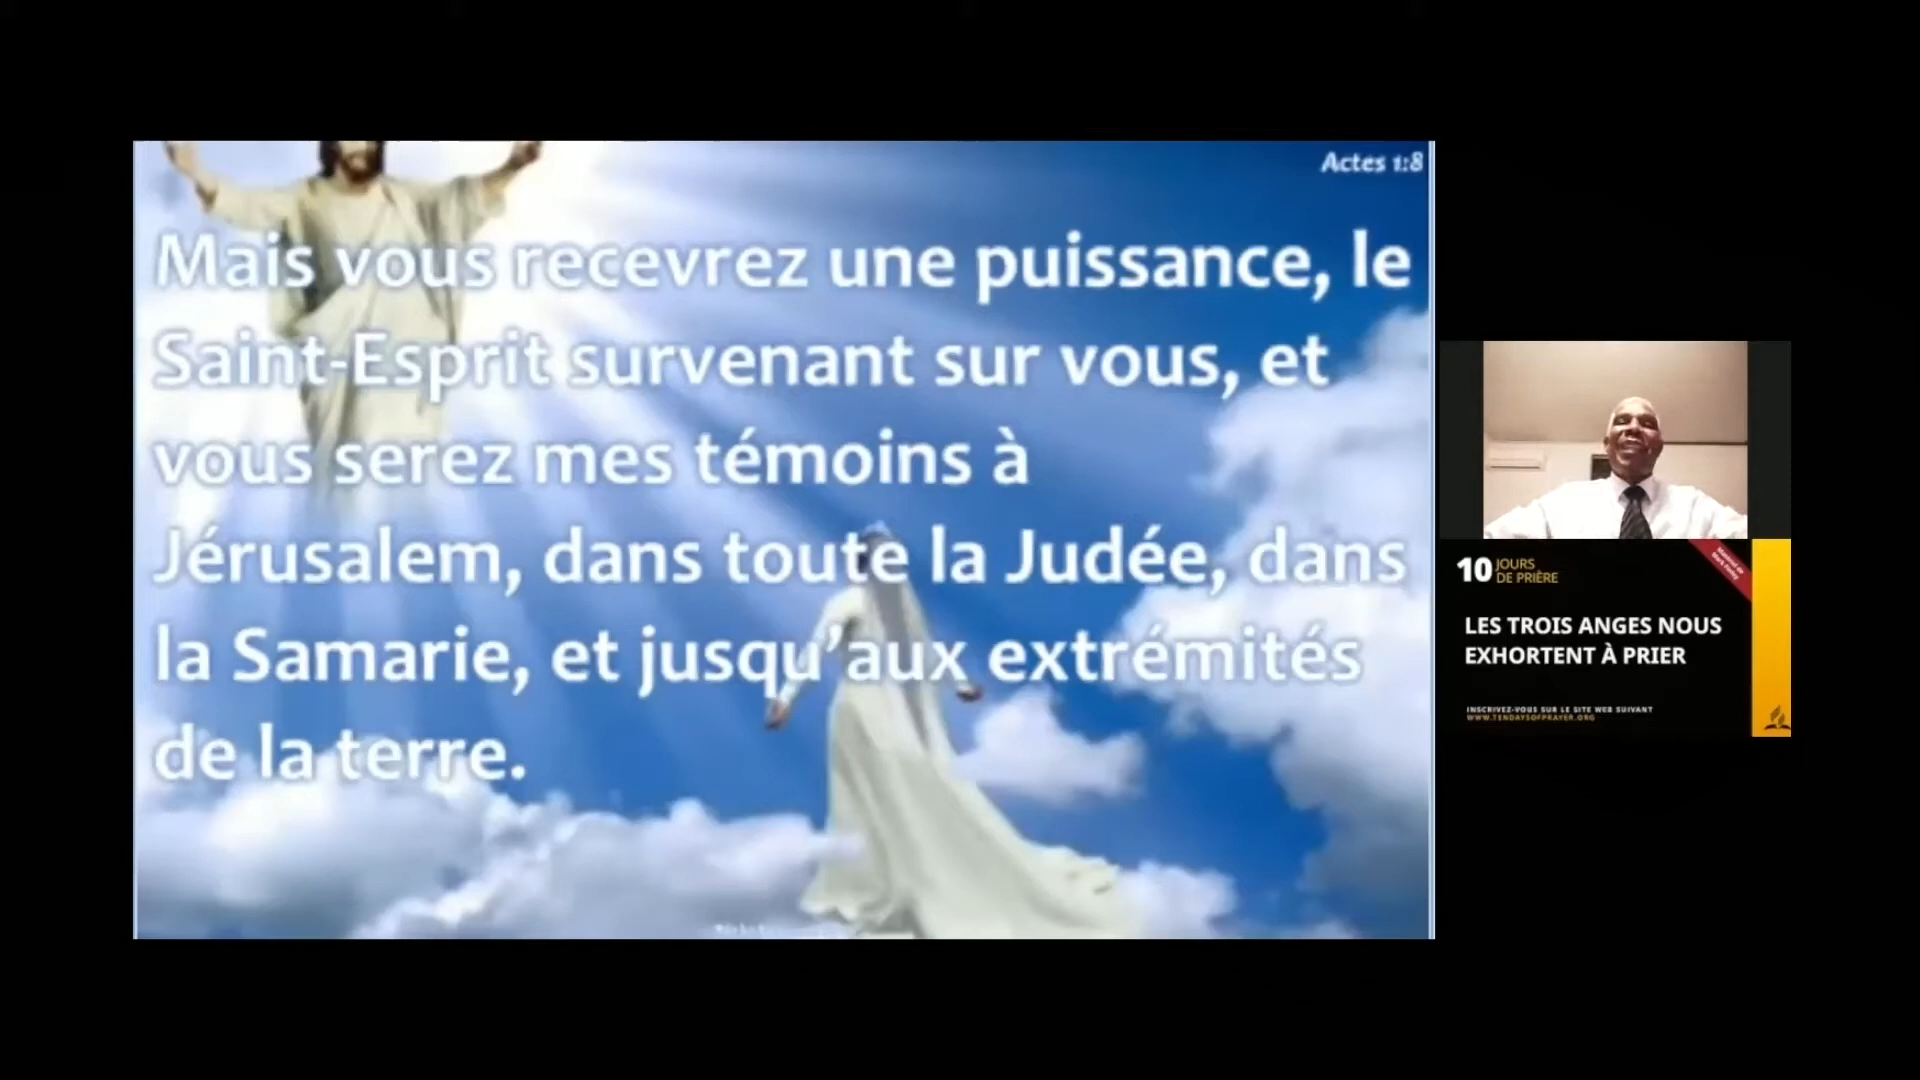 Actes 1:8
Mais vous recevrez une puissance, le
Saint-Esprit survenant sur vous, et
vous serez mes témoins à
Jérusalem, dans toute la Judée, dans
la Samarie, et jusqu'aux extrémités
de la terre.
10 JOURS
DE PRIÈRE
LES TROIS ANGES NOUS
EXHORTENT À PRIER
INSCRIVEZ-VOUS SUR LE SITE WEB SUIVANT
WWW.TENDAYSOFPRAYER.ORG